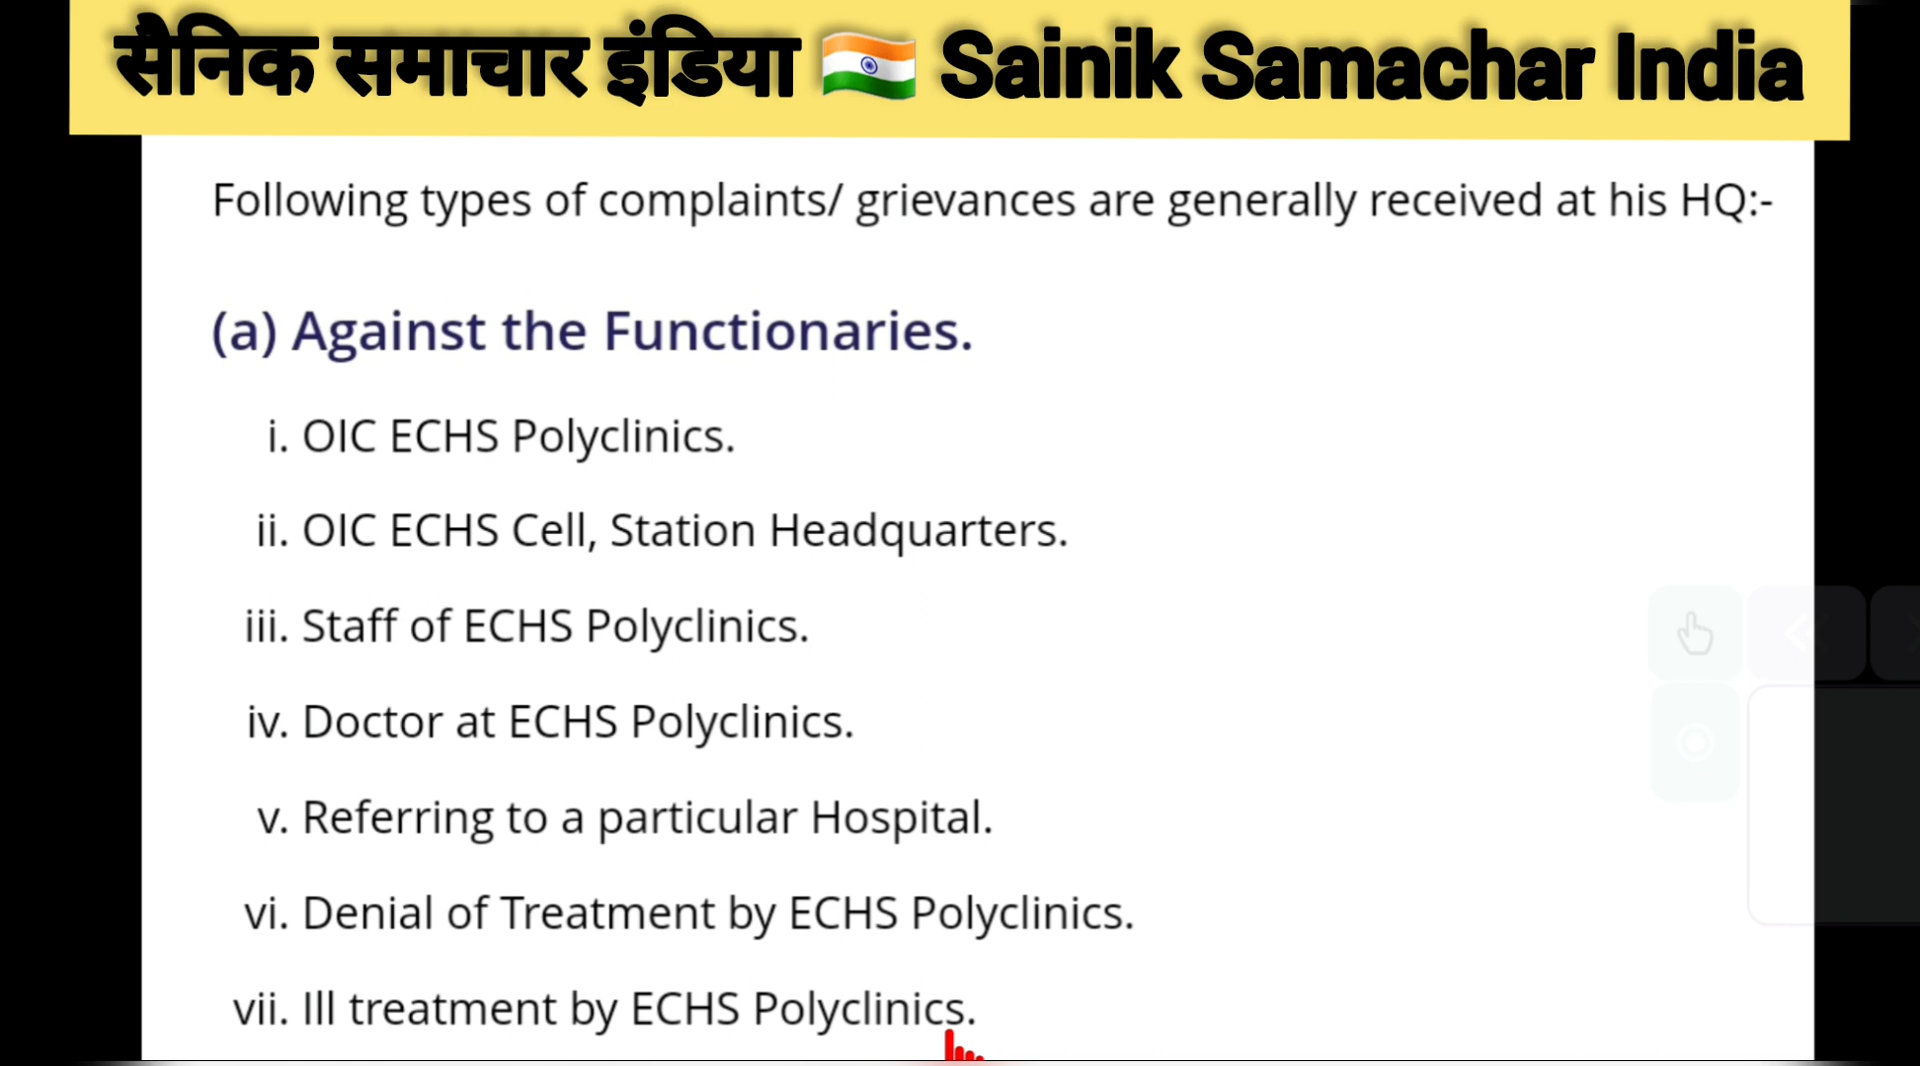 सैनिक समाचार इंडिया 🇮🇳 Sainik Samachar India
Following types of complaints/ grievances are generally received at his HQ:-
(a) Against the Functionaries.
i. OIC ECHS Polyclinics.
ii. OIC ECHS Cell, Station Headquarters.
iii. Staff of ECHS Polyclinics.
iv. Doctor at ECHS Polyclinics.
v. Referring to a particular Hospital.
vi. Denial of Treatment by ECHS Polyclinics.
vii. Ill treatment by ECHS Polyclinics.